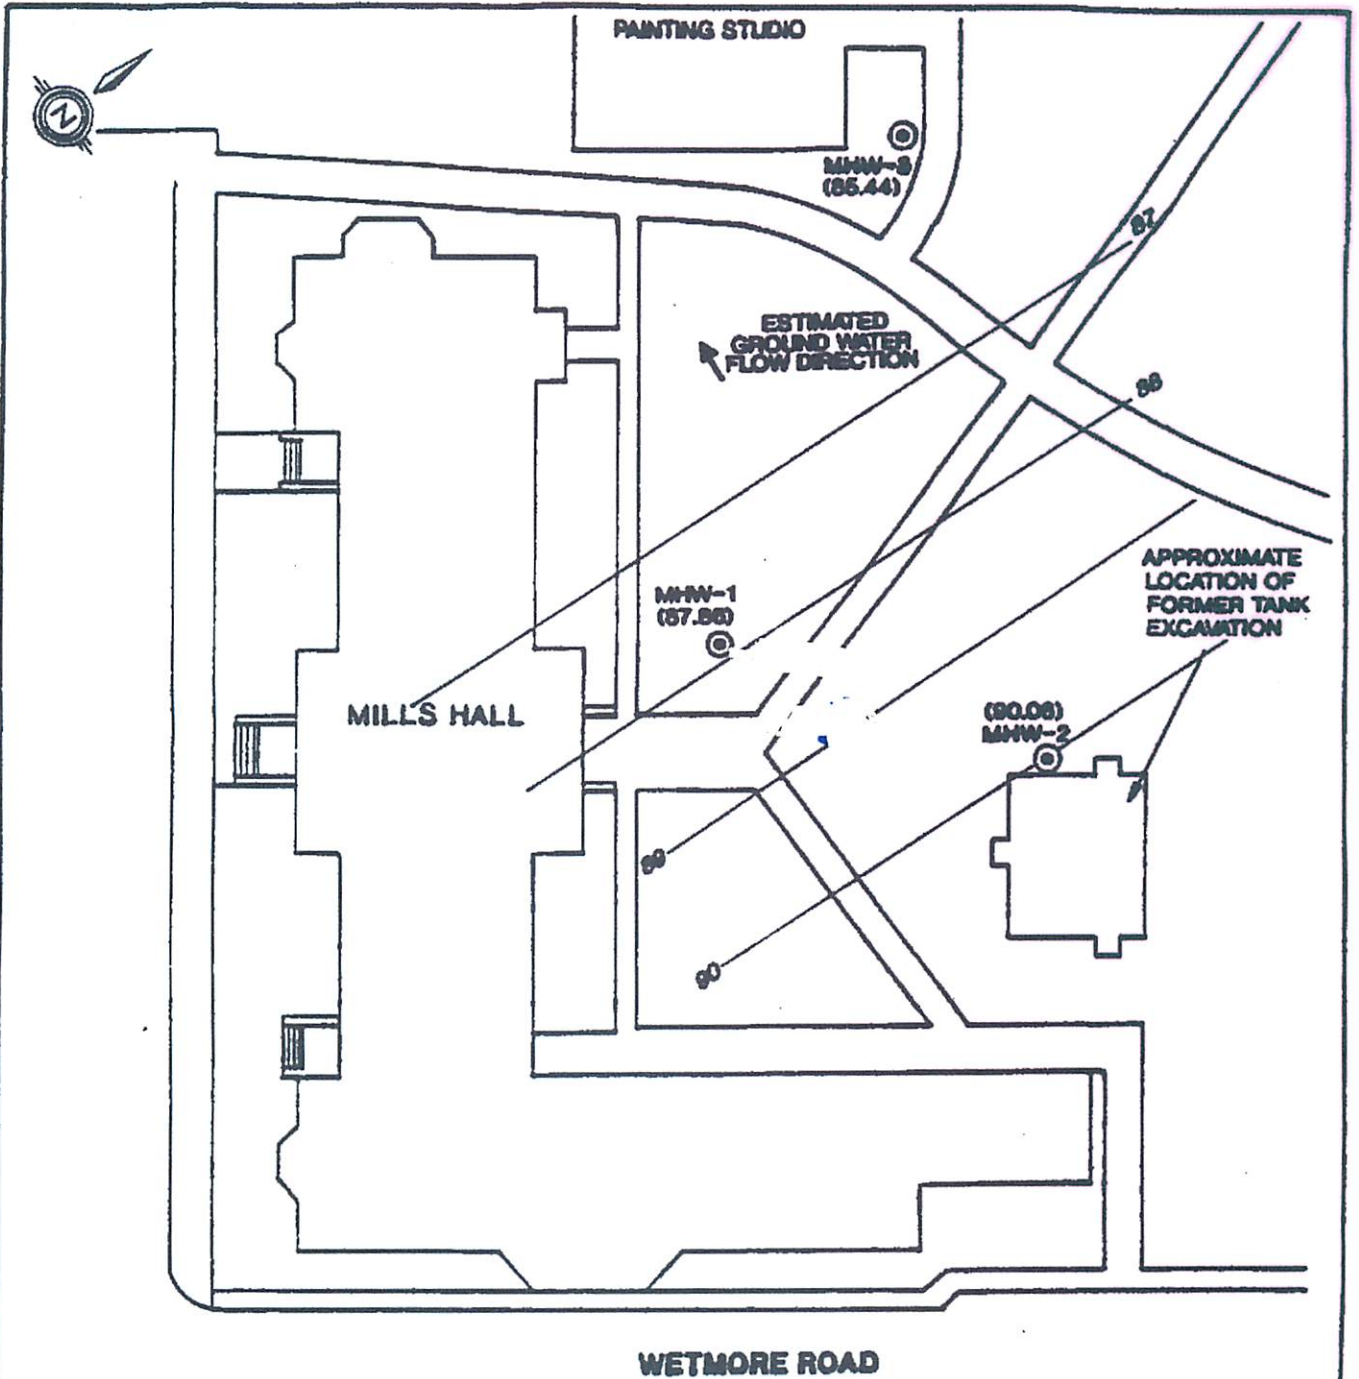 PAINTING STUDIO
N
MHW-3
(85.44)
87
ESTIMATED
GROUND WATER
FLOW DIRECTION
88
APPROXIMATE
LOCATION OF
FORMER TANK
EXCAVATION
MHW-1
(87.86)
MILLS HALL
(90.06)
MHW-2
89
90
WETMORE ROAD